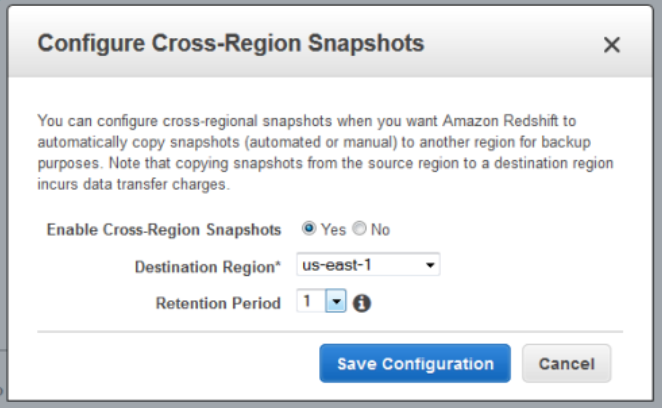 Configure Cross-Region Snapshots
You can configure cross-regional snapshots when you want Amazon Redshift to
automatically copy snapshots (automated or manual) to another region for backup
purposes. Note that copying snapshots from the source region to a destination region
incurs data transfer charges.
Enable Cross-Region Snapshots Yes No
Destination Region* us-east-1
Retention Period 1
Save Configuration Cancel